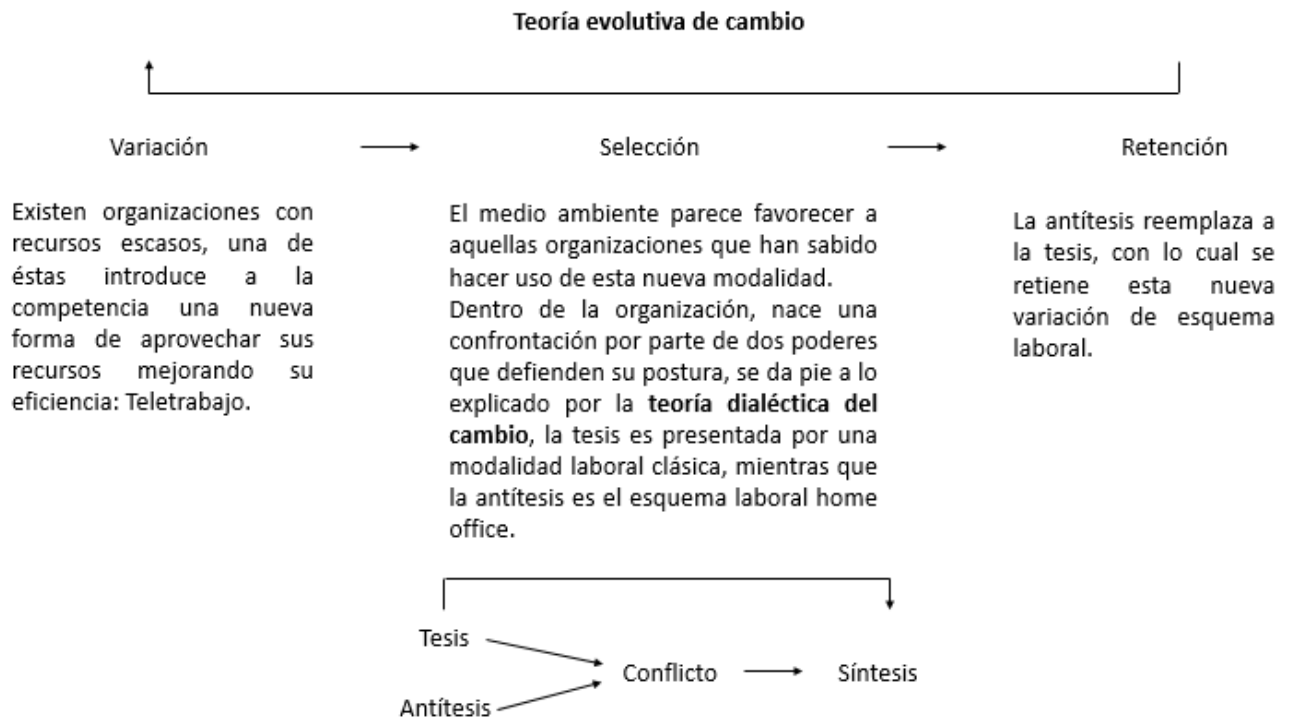 Teoría evolutiva de cambio
Variación
Selección
Retención
Existen organizaciones con
recursos escasos, una de
éstas introduce a la
competencia una nueva
forma de aprovechar sus
recursos mejorando su
eficiencia: Teletrabajo.
El medio ambiente parece favorecer a
aquellas organizaciones que han sabido
hacer uso de esta nueva modalidad.
Dentro de la organización, nace una
confrontación por parte de dos poderes
que defienden su postura, se da pie a lo
explicado por la teoría dialéctica del
cambio, la tesis es presentada por una
modalidad laboral clásica, mientras que
la antítesis es el esquema laboral home
office.
La antítesis reemplaza a
la tesis, con lo cual se
retiene esta nueva
variación de esquema
laboral.
Tesis
Conflicto
Síntesis
Antítesis